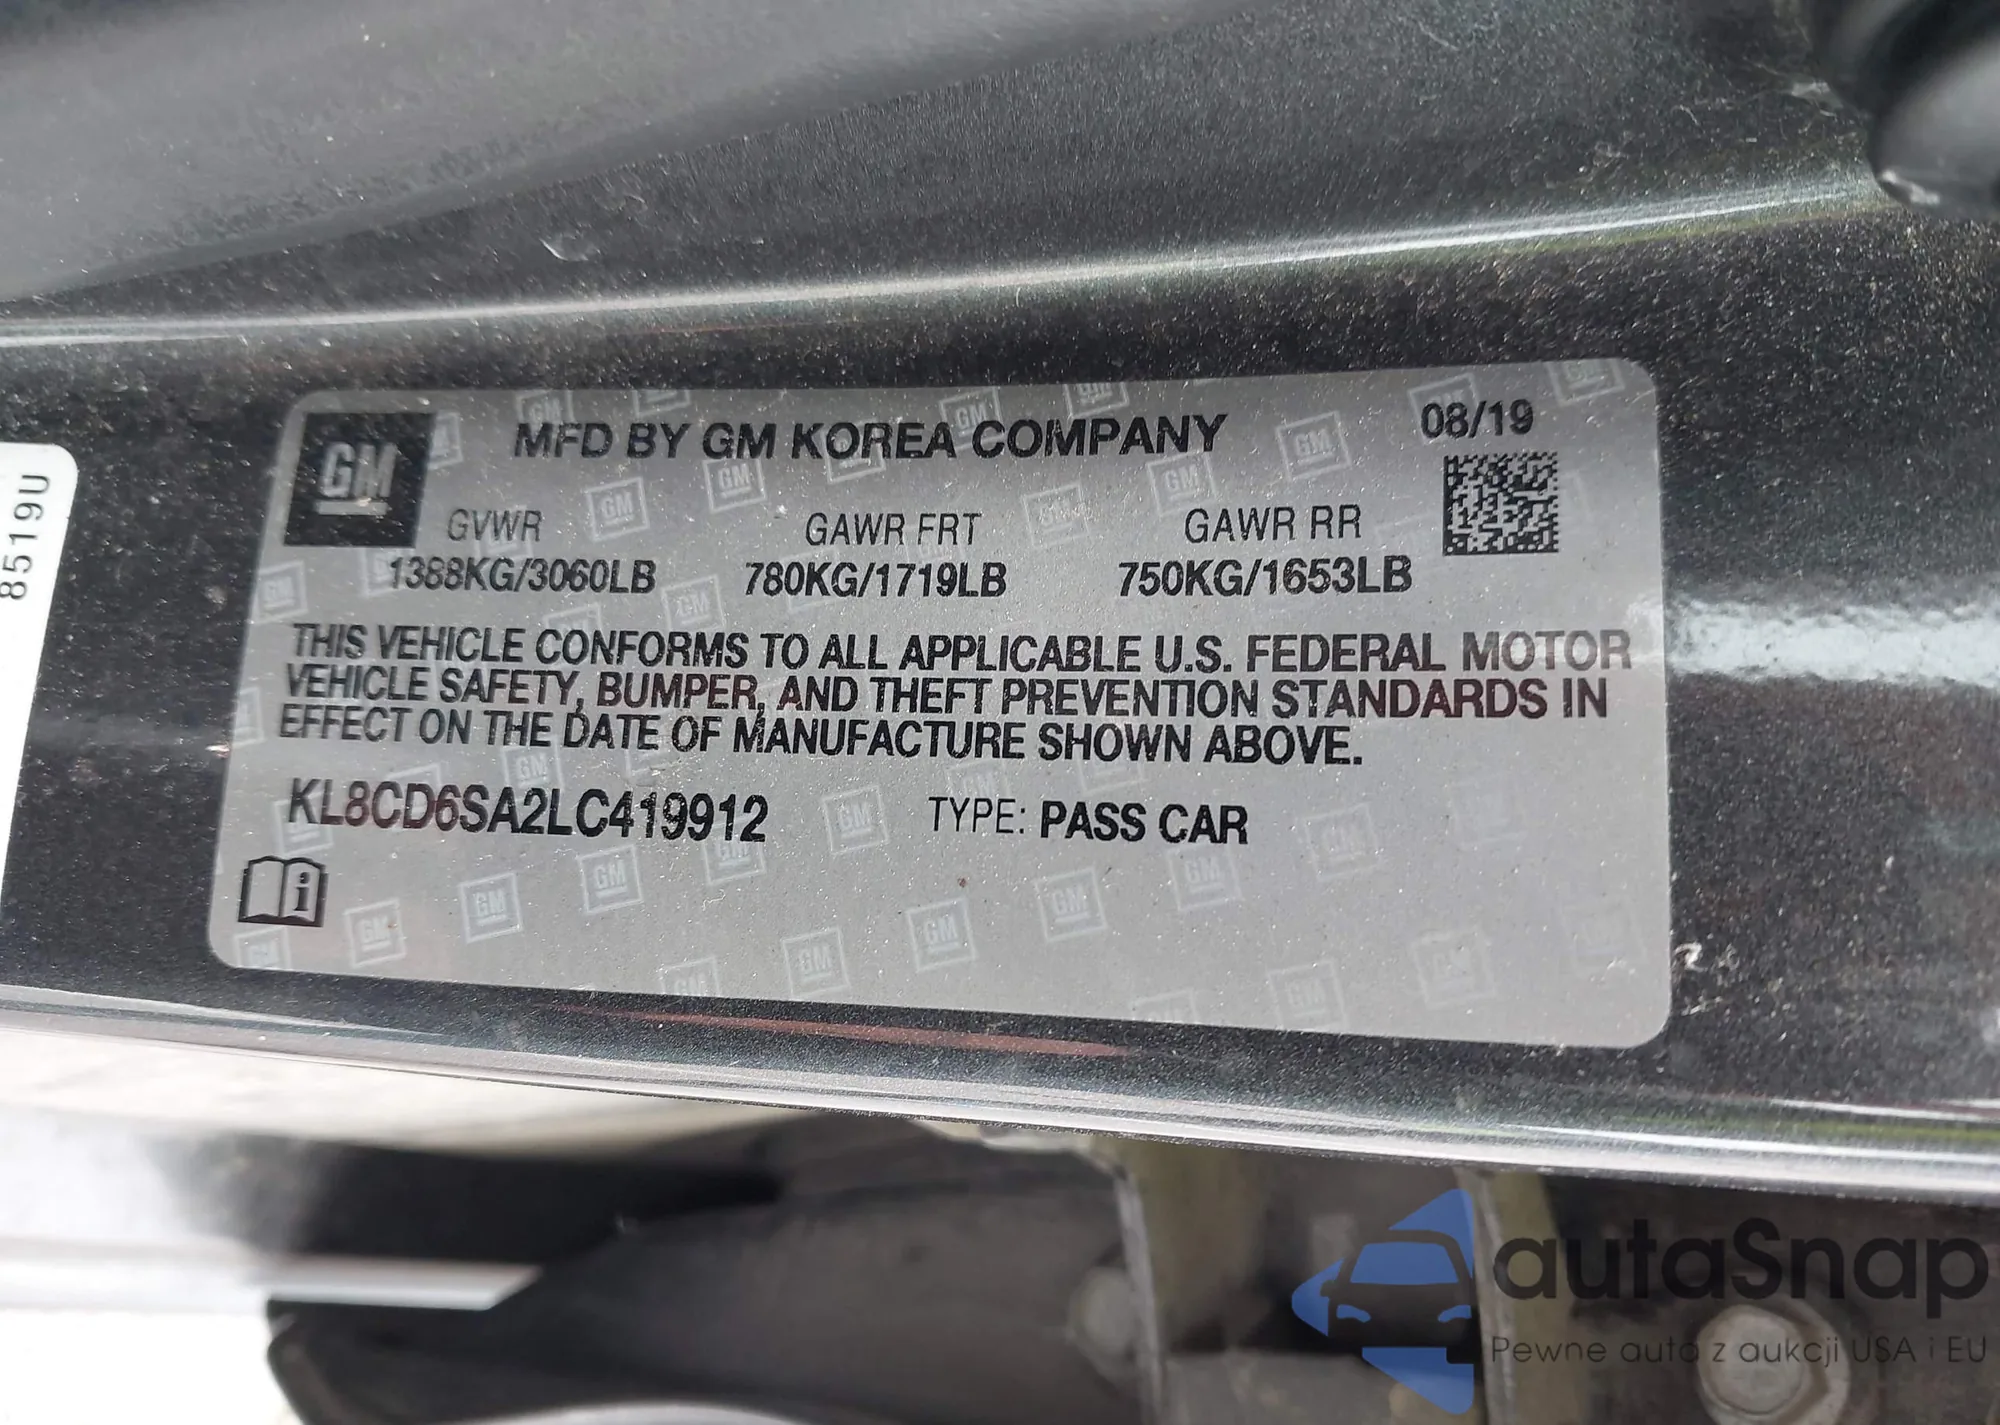 GM
MFD BY GM KOREA COMPANY
08/19
GVWR GAWR FRT GAWR RR
1388KG/3060LB 780KG/1719LB 750KG/1653LB
THIS VEHICLE CONFORMS TO ALL APPLICABLE U.S. FEDERAL MOTOR
VEHICLE SAFETY, BUMPER, AND THEFT PREVENTION STANDARDS IN
EFFECT ON THE DATE OF MANUFACTURE SHOWN ABOVE.
KL8CD6SA2LC419912 TYPE: PASS CAR
8519U
autaSnap
Pewne auta z aukcji USA i EU